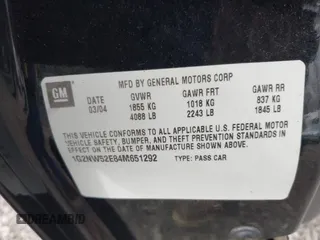 GM
MFD BY GENERAL MOTORS CORP
DATE GVWR GAWR FRT GAWR RR
03/04 1855 KG 1018 KG 837 KG
4088 LB 2243 LB 1845 LB
THIS VEHICLE CONFORMS TO ALL APPLICABLE U.S. FEDERAL MOTOR
VEHICLE SAFETY, BUMPER, AND THEFT PREVENTION STANDARDS
IN EFFECT ON THE DATE OF MANUFACTURE SHOWN ABOVE.
1G2NW52E84M651292 TYPE: PASS CAR
DREAMBID